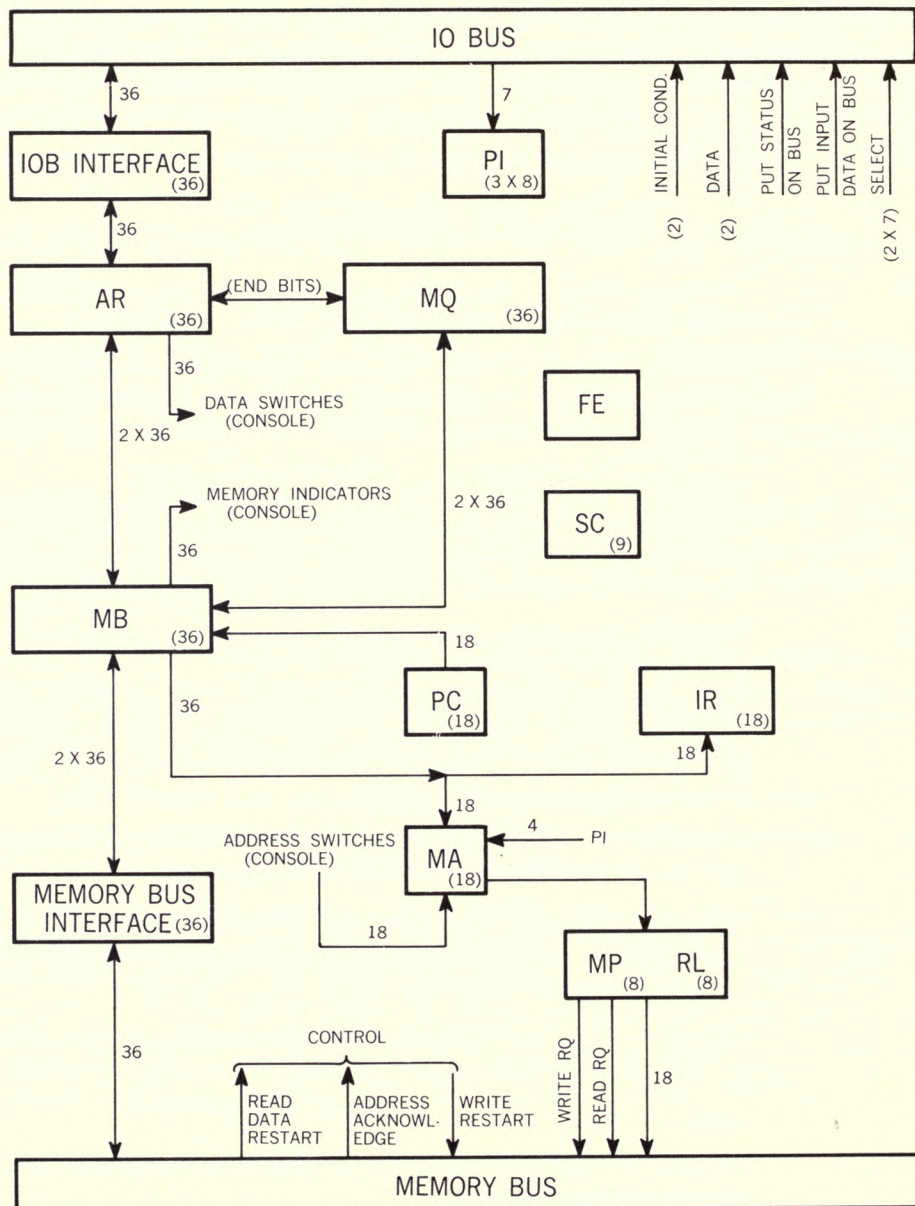 IO BUS
36
7
INITIAL COND.
(2)
DATA
(2)
PUT STATUS
ON BUS
PUT INPUT
DATA ON BUS
SELECT
(2 X 7)
IOB INTERFACE
(36)
PI
(3 X 8)
36
AR
(36)
(END BITS)
MQ
(36)
36
DATA SWITCHES
(CONSOLE)
FE
2 X 36
MEMORY INDICATORS
(CONSOLE)
2 X 36
SC
(9)
36
MB
(36)
18
36
PC
(18)
IR
(18)
2 X 36
18
18
ADDRESS SWITCHES
(CONSOLE)
MA
(18)
4
PI
MEMORY BUS
INTERFACE (36)
18
MP
(8)
RL
(8)
36
CONTROL
READ
DATA
RESTART
ADDRESS
ACKNOWL-
EDGE
WRITE
RESTART
WRITE RQ
READ RQ
18
MEMORY BUS